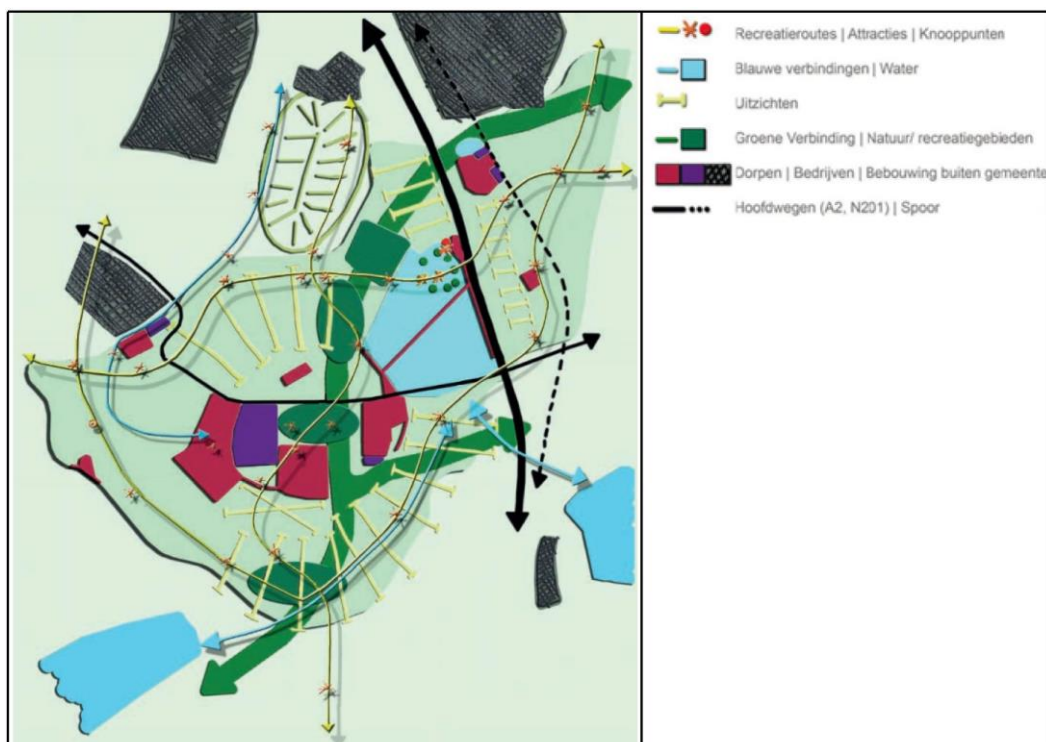 Recreatieroutes | Attracties | Knooppunten
Blauwe verbindingen | Water
Uitzichten
Groene Verbinding | Natuur/ recreatiegebieden
Dorpen | Bedrijven | Bebouwing buiten gemeente
Hoofdwegen (A2, N201) | Spoor